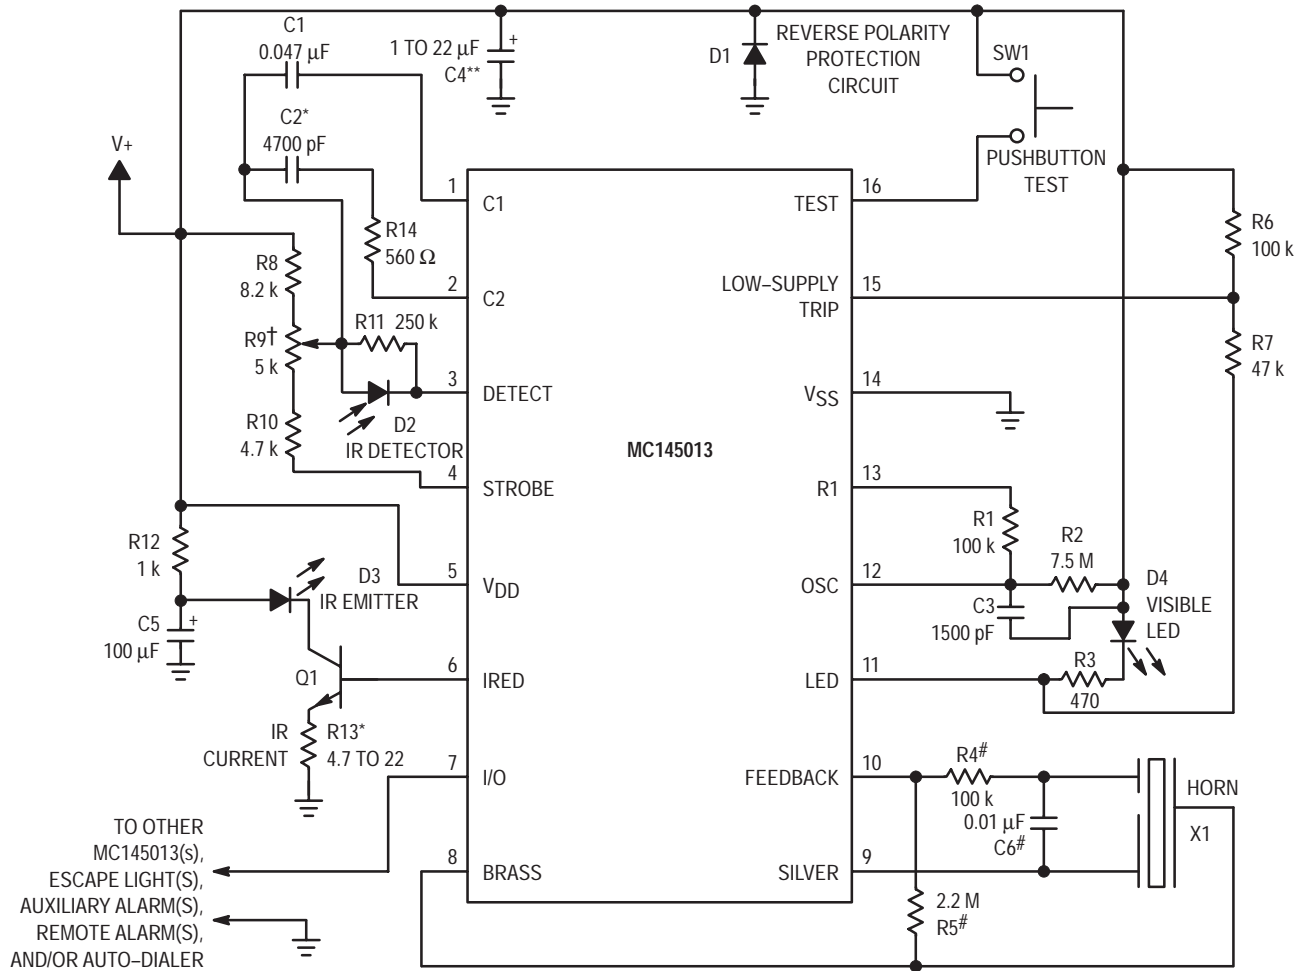 C1
0.047 µF
1 TO 22 µF
C4**
+
D1
REVERSE POLARITY
PROTECTION
CIRCUIT
SW1
PUSHBUTTON
TEST
C2*
4700 pF
V+
R14
560 Ω
R8
8.2 k
R9†
5 k
R11 250 k
R10
4.7 k
D2
IR DETECTOR
R12
1 k
D3
IR EMITTER
C5
100 µF
+
Q1
IR
CURRENT
R13*
4.7 TO 22
TO OTHER
MC145013(s),
ESCAPE LIGHT(S),
AUXILIARY ALARM(S),
REMOTE ALARM(S),
AND/OR AUTO–DIALER
1
C1
2
C2
3
DETECT
4
STROBE
5
VDD
6
IRED
7
I/O
8
BRASS
MC145013
16
TEST
15
LOW–SUPPLY
TRIP
14
VSS
13
R1
12
OSC
11
LED
10
FEEDBACK
9
SILVER
R6
100 k
R7
47 k
R1
100 k
R2
7.5 M
C3
1500 pF
D4
VISIBLE
LED
R3
470
R4#
100 k
0.01 µF
C6#
HORN
X1
2.2 M
R5#